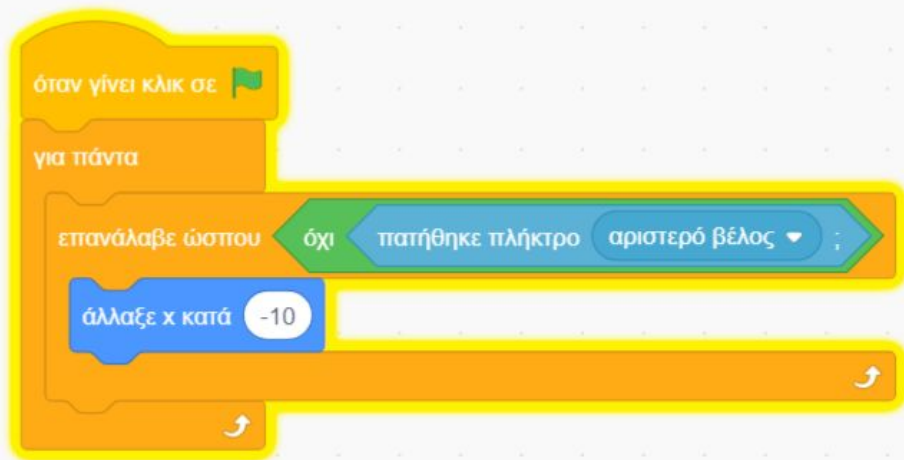 όταν γίνει κλικ σε
για πάντα
επανάλαβε ώσπου όχι πατήθηκε πλήκτρο αριστερό βέλος ;
άλλαξε x κατά -10